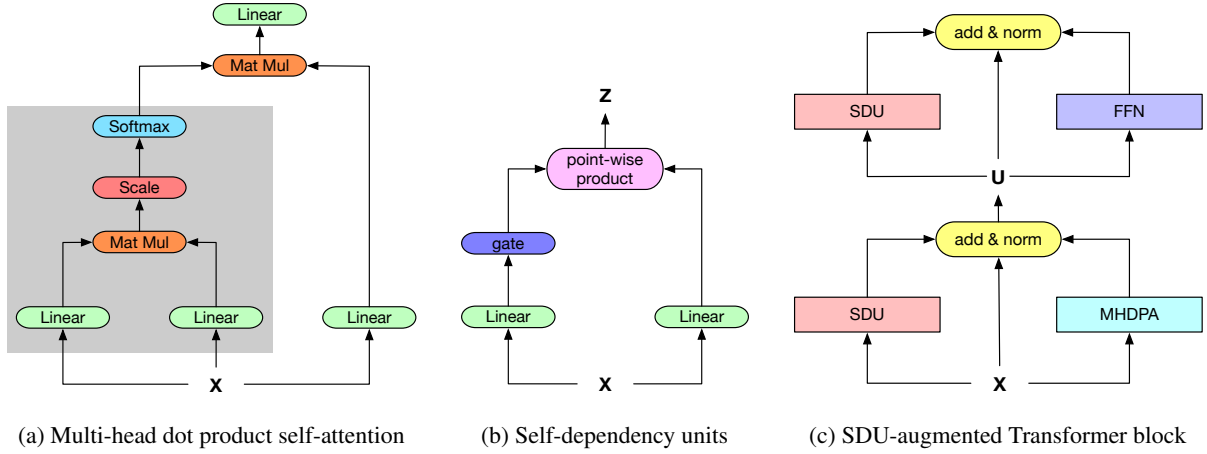 Linear
Mat Mul
Softmax
Scale
Mat Mul
Linear
Linear
Linear
X
(a) Multi-head dot product self-attention
Z
point-wise
product
gate
Linear
Linear
X
(b) Self-dependency units
add & norm
SDU
FFN
U
add & norm
SDU
MHDPA
X
(c) SDU-augmented Transformer block